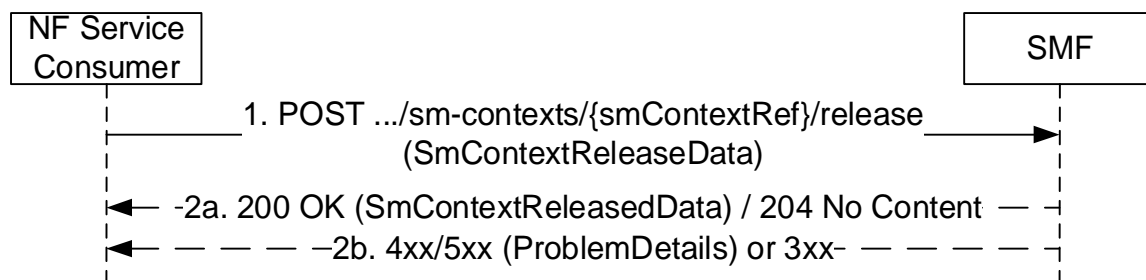 NF Service
Consumer
SMF
1. POST .../sm-contexts/{smContextRef}/release
(SmContextReleaseData)
2a. 200 OK (SmContextReleasedData) / 204 No Content
2b. 4xx/5xx (ProblemDetails) or 3xx